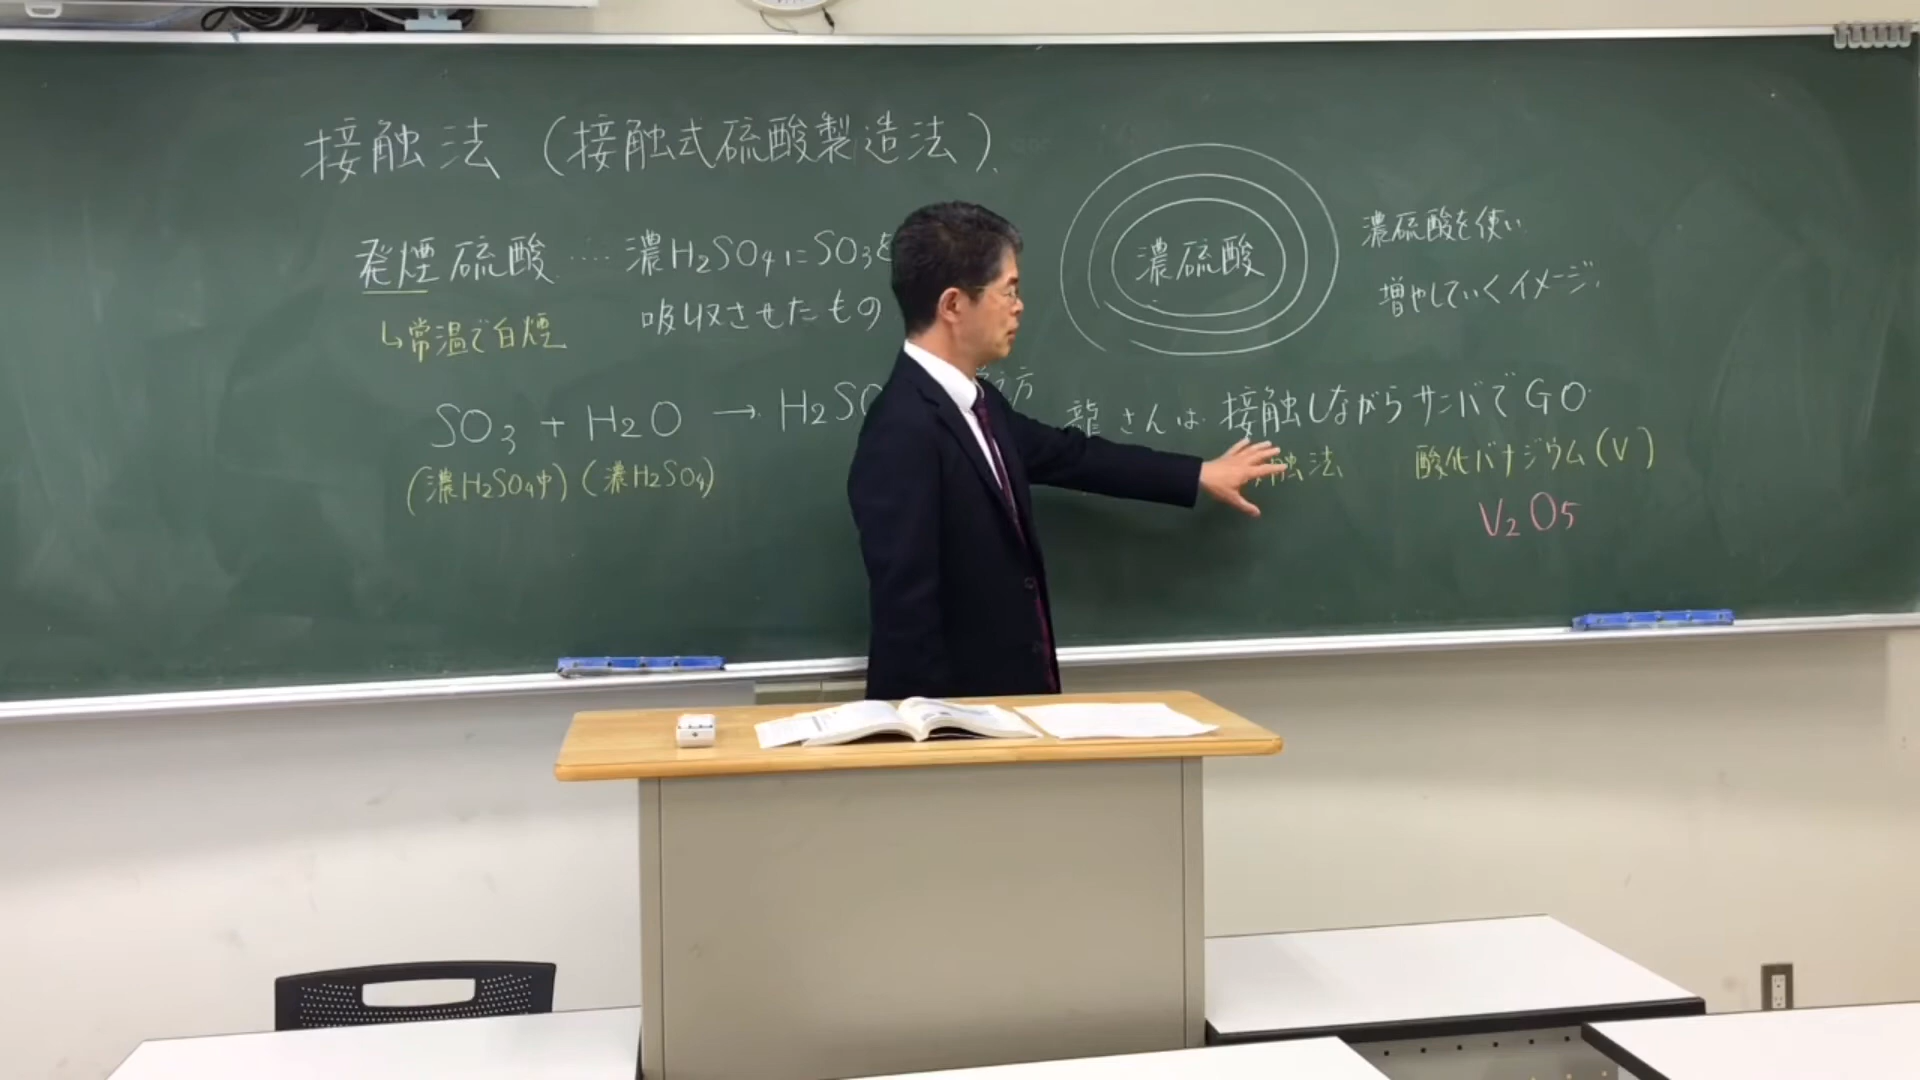 接触法 (接触式硫酸製造法)
発煙硫酸 ‥‥ 濃H2SO4にSO3を
吸収させたもの
↳常温で白煙
SO3 + H2O → H2SO
(濃H2SO4中) (濃H2SO4)
濃硫酸
濃硫酸を使い
増やしていくイメージ.
え方
龍さんは 接触しながらサンバでGO
触法 酸化バナジウム(V)
V2O5